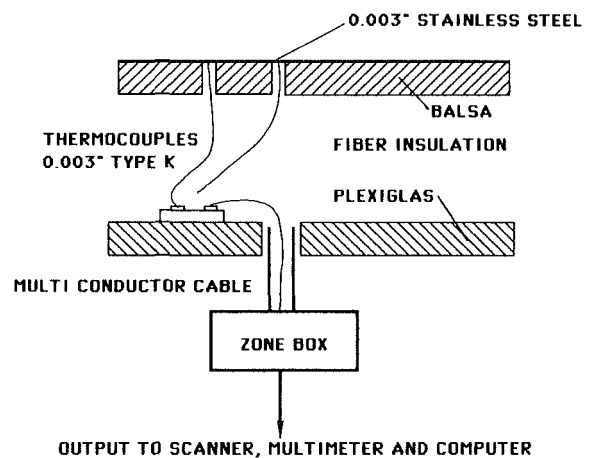 0.003" STAINLESS STEEL
BALSA
THERMOCOUPLES
0.003" TYPE K
FIBER INSULATION
PLEXIGLAS
MULTI CONDUCTOR CABLE
ZONE BOX
OUTPUT TO SCANNER, MULTIMETER AND COMPUTER